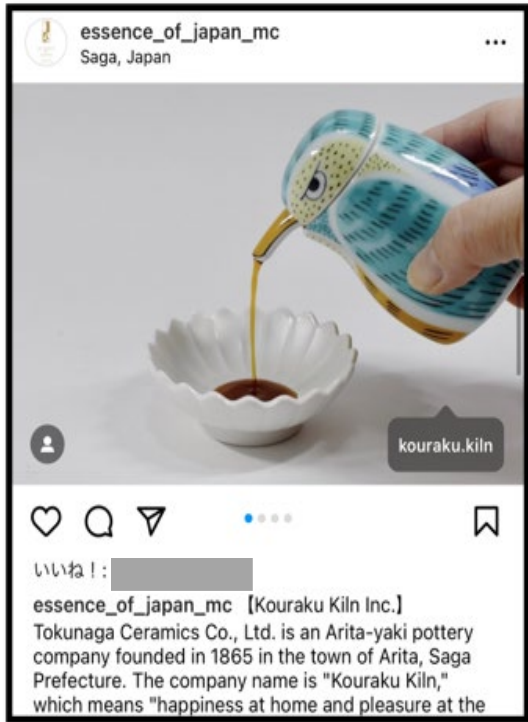 essence_of_japan_mc
Saga, Japan
kouraku.kiln
いいね！:
essence_of_japan_mc 【Kouraku Kiln Inc.】
Tokunaga Ceramics Co., Ltd. is an Arita-yaki pottery
company founded in 1865 in the town of Arita, Saga
Prefecture. The company name is "Kouraku Kiln,"
which means "happiness at home and pleasure at the